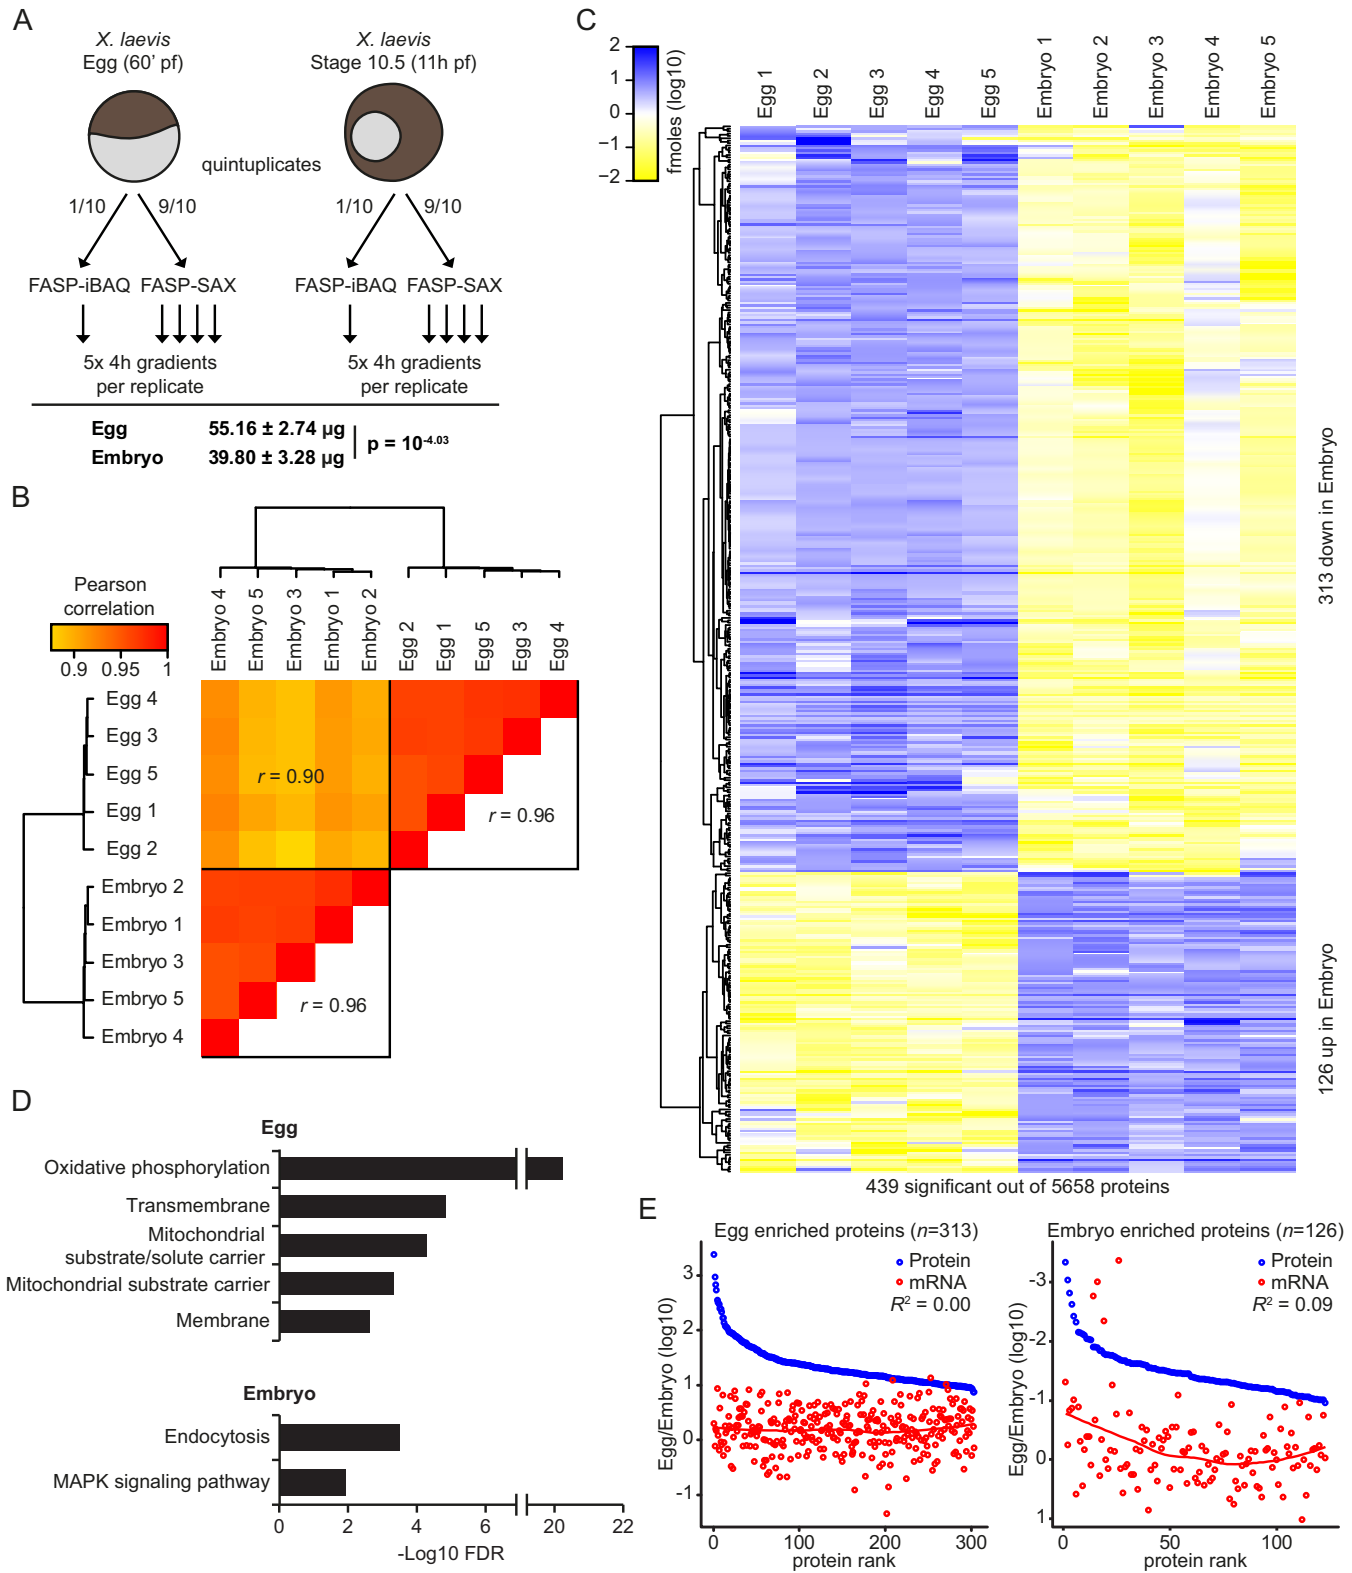 A
X. laevis
Egg (60' pf)
X. laevis
Stage 10.5 (11h pf)
quintuplicates
1/10
9/10
1/10
9/10
FASP-iBAQ
FASP-SAX
FASP-iBAQ
FASP-SAX
5x 4h gradients
per replicate
5x 4h gradients
per replicate
Egg 55.16 ± 2.74 µg
Embryo 39.80 ± 3.28 µg
p = 10-4.03
B
Pearson
correlation
0.9 0.95 1
Embryo 4
Embryo 5
Embryo 3
Embryo 1
Embryo 2
Egg 2
Egg 1
Egg 5
Egg 3
Egg 4
Egg 4
Egg 3
Egg 5
Egg 1
Egg 2
Embryo 2
Embryo 1
Embryo 3
Embryo 5
Embryo 4
r = 0.90
r = 0.96
r = 0.96
C
2
1
0
−1
−2
fmoles (log10)
Egg 1
Egg 2
Egg 3
Egg 4
Egg 5
Embryo 1
Embryo 2
Embryo 3
Embryo 4
Embryo 5
313 down in Embryo
126 up in Embryo
439 significant out of 5658 proteins
D
Egg
Oxidative phosphorylation
Transmembrane
Mitochondrial
substrate/solute carrier
Mitochondrial substrate carrier
Membrane
Embryo
Endocytosis
MAPK signaling pathway
0 2 4 6 20 22
-Log10 FDR
E
Egg enriched proteins (n=313)
Protein
mRNA
R2 = 0.00
Egg/Embryo (log10)
3
2
1
0
-1
0 100 200 300
protein rank
Embryo enriched proteins (n=126)
Protein
mRNA
R2 = 0.09
Egg/Embryo (log10)
-3
-2
-1
0
1
0 50 100
protein rank